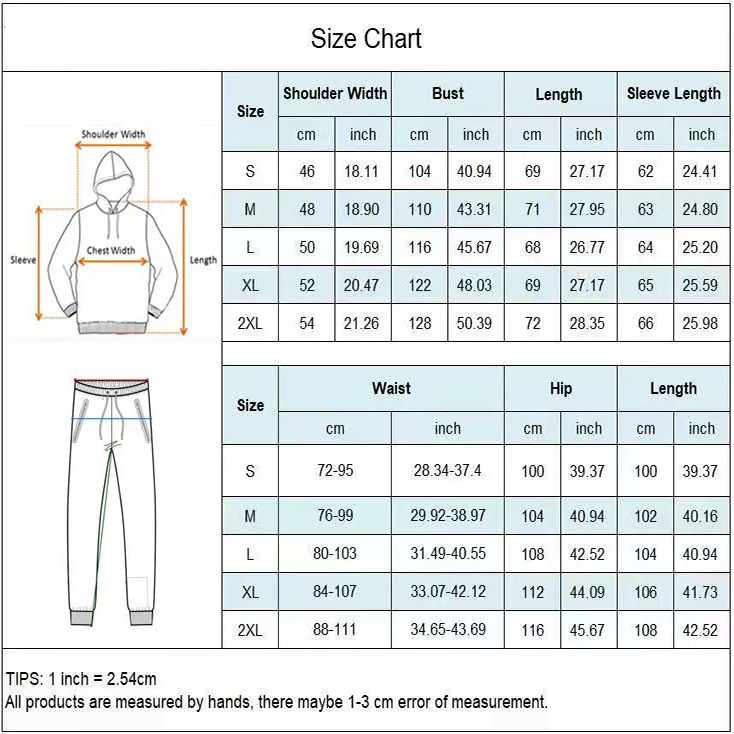 Size Chart
Size Shoulder Width Bust Length Sleeve Length
cm inch cm inch cm inch cm inch
S 46 18.11 104 40.94 69 27.17 62 24.41
M 48 18.90 110 43.31 71 27.95 63 24.80
L 50 19.69 116 45.67 68 26.77 64 25.20
XL 52 20.47 122 48.03 69 27.17 65 25.59
2XL 54 21.26 128 50.39 72 28.35 66 25.98
Shoulder Width
Chest Width
Sleeve
Length
Size Waist Hip Length
cm inch cm inch cm inch
S 72-95 28.34-37.4 100 39.37 100 39.37
M 76-99 29.92-38.97 104 40.94 102 40.16
L 80-103 31.49-40.55 108 42.52 104 40.94
XL 84-107 33.07-42.12 112 44.09 106 41.73
2XL 88-111 34.65-43.69 116 45.67 108 42.52
TIPS: 1 inch = 2.54cm
All products are measured by hands, there maybe 1-3 cm error of measurement.